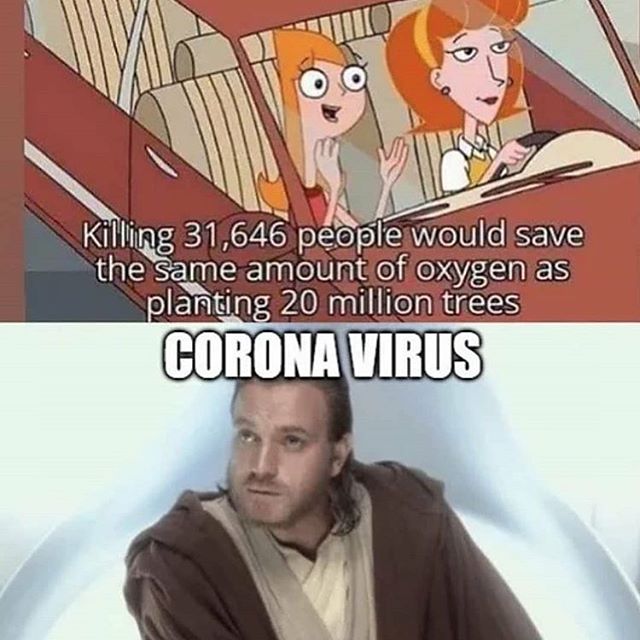 Killing 31,646 people would save
the same amount of oxygen as
planting 20 million trees
CORONA VIRUS